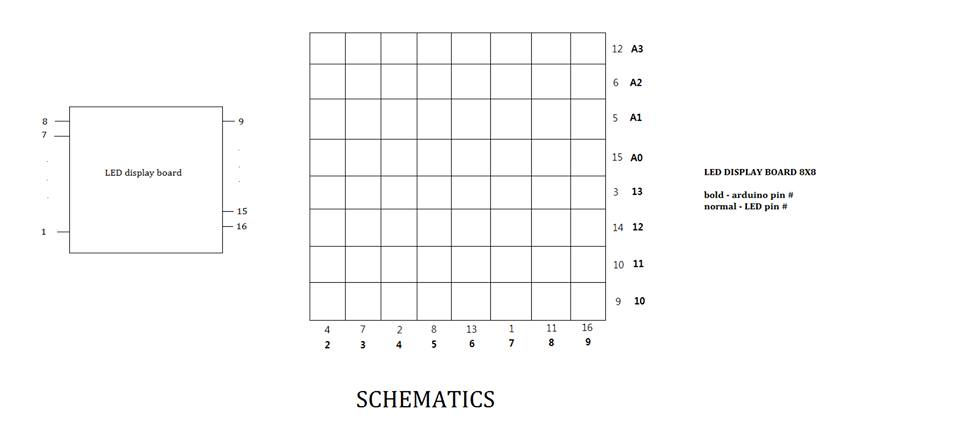 12 A3
6 A2
5 A1
15 A0
3 13
14 12
10 11
9 10
4 7 2 8 13 1 11 16
2 3 4 5 6 7 8 9
8
7
1
LED display board
9
15
16
LED DISPLAY BOARD 8X8
bold - arduino pin #
normal - LED pin #
SCHEMATICS